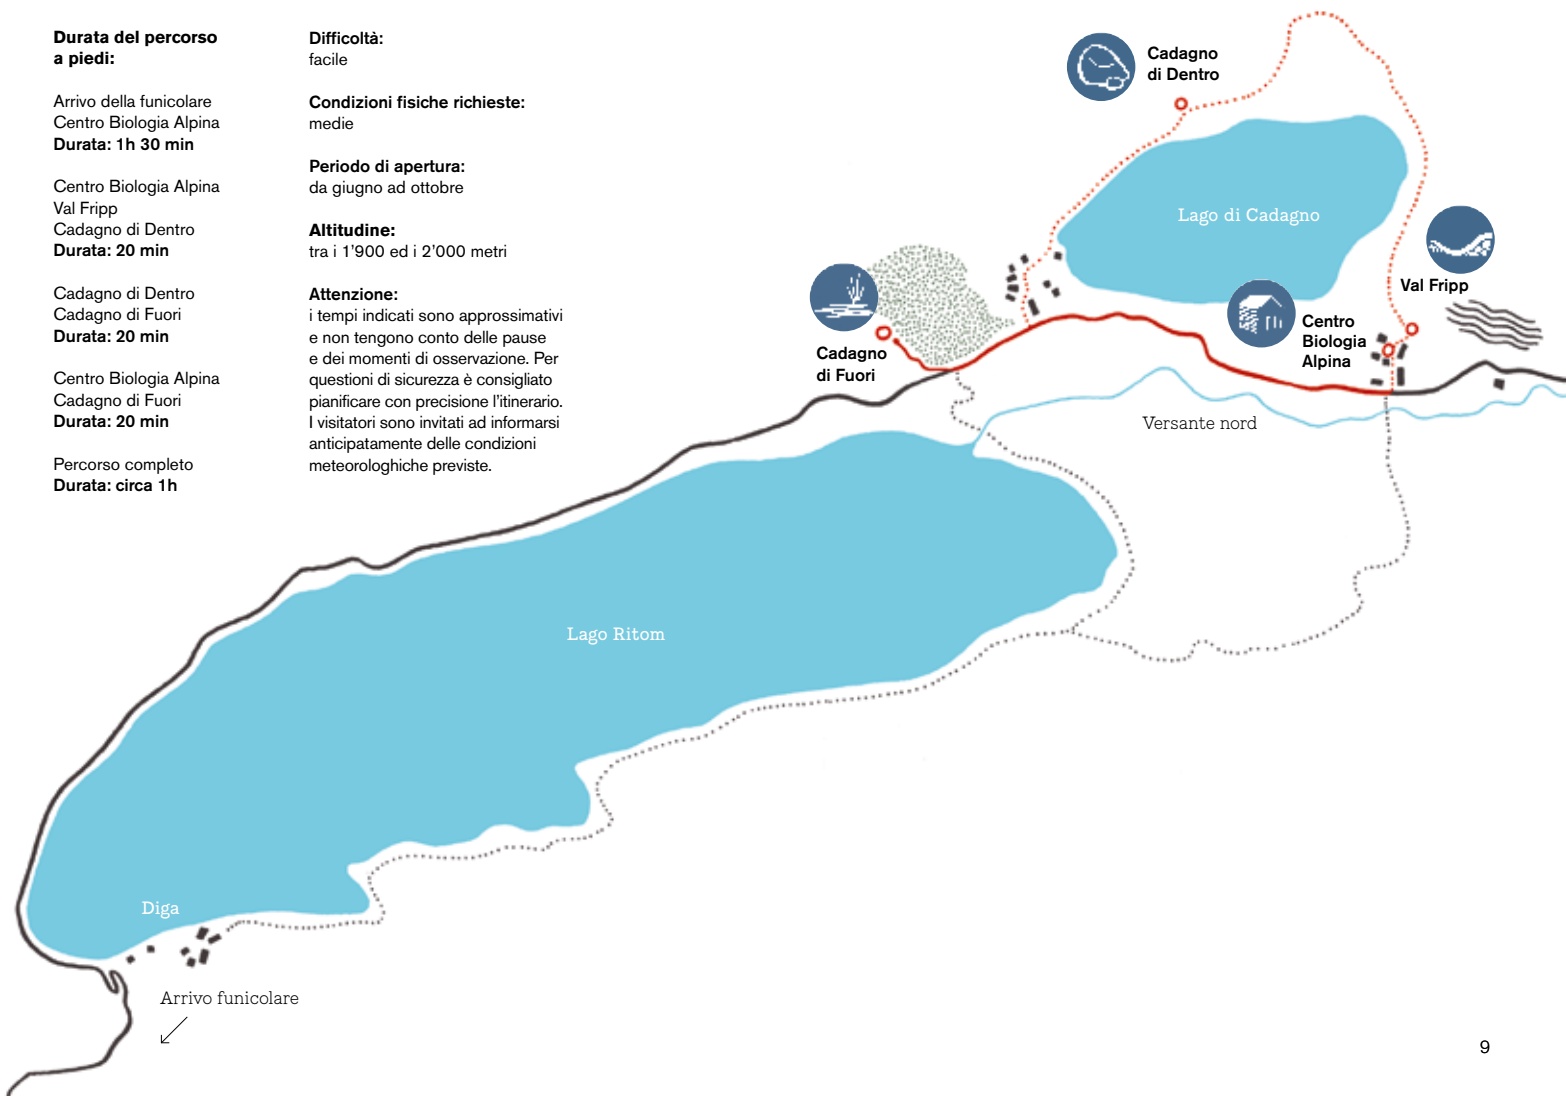 Durata del percorso
a piedi:
Arrivo della funicolare
Centro Biologia Alpina
Durata: 1h 30 min
Centro Biologia Alpina
Val Fripp
Cadagno di Dentro
Durata: 20 min
Cadagno di Dentro
Cadagno di Fuori
Durata: 20 min
Centro Biologia Alpina
Cadagno di Fuori
Durata: 20 min
Percorso completo
Durata: circa 1h
Difficoltà:
facile
Condizioni fisiche richieste:
medie
Periodo di apertura:
da giugno ad ottobre
Altitudine:
tra i 1’900 ed i 2’000 metri
Attenzione:
i tempi indicati sono approssimativi
e non tengono conto delle pause
e dei momenti di osservazione. Per
questioni di sicurezza è consigliato
pianificare con precisione l’itinerario.
I visitatori sono invitati ad informarsi
anticipatamente delle condizioni
meteorologhiche previste.
Cadagno
di Dentro
Lago di Cadagno
Val Fripp
Centro
Biologia
Alpina
Cadagno
di Fuori
Versante nord
Lago Ritom
Diga
Arrivo funicolare
9